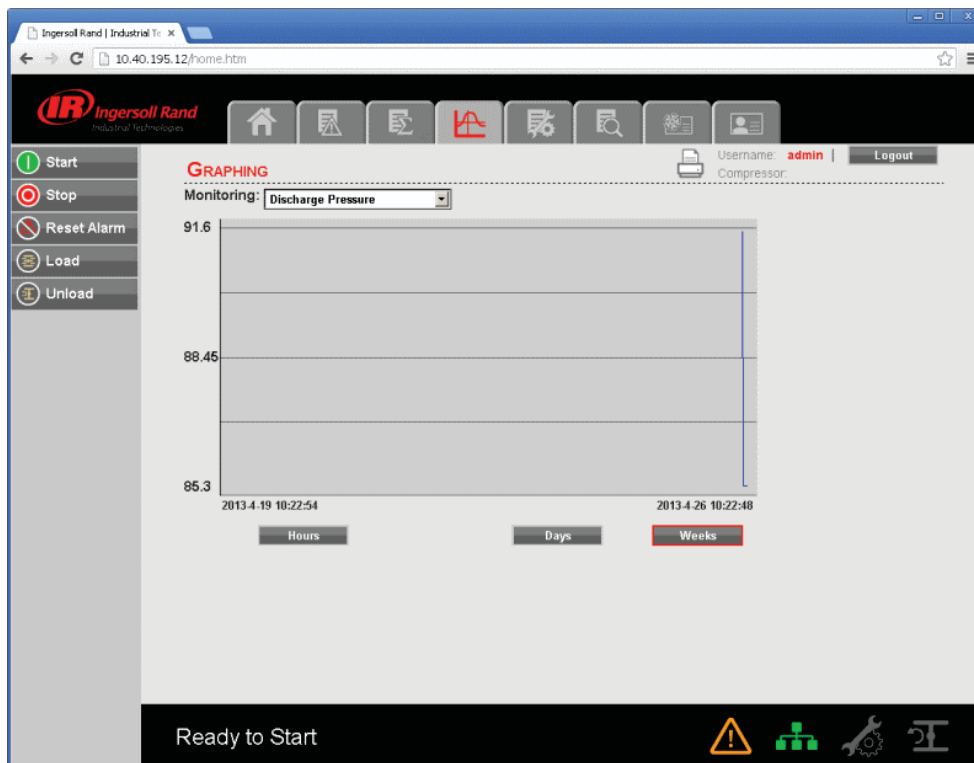 Ingersoll Rand | Industrial Te
10.40.195.12/home.htm
IR Ingersoll Rand
Industrial Technologies
Start
Stop
Reset Alarm
Load
Unload
GRAPHING
Username: admin | Logout
Compressor:
Monitoring: Discharge Pressure
91.6
88.45
85.3
2013-4-19 10:22:54 2013-4-26 10:22:48
Hours Days Weeks
Ready to Start